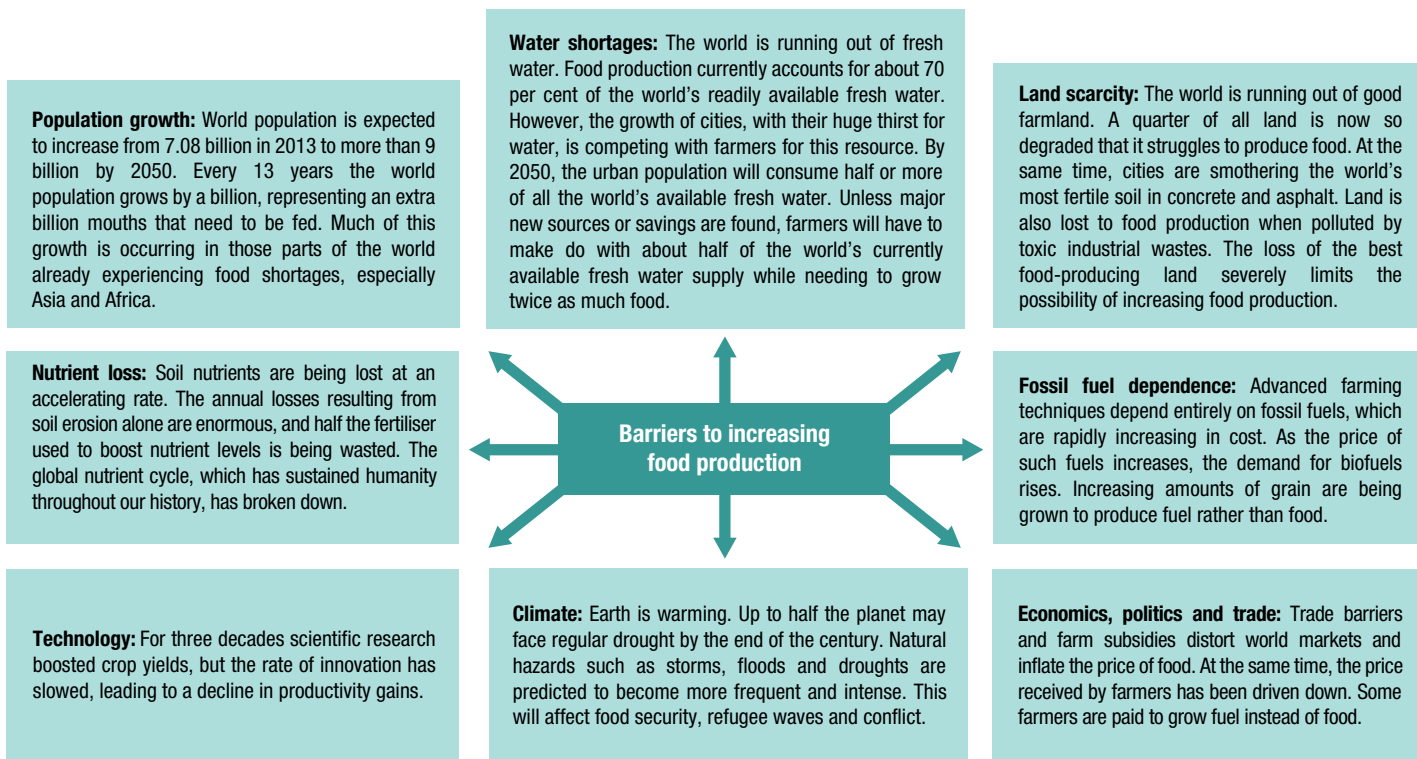 Population growth: World population is expected
to increase from 7.08 billion in 2013 to more than 9
billion by 2050. Every 13 years the world
population grows by a billion, representing an extra
billion mouths that need to be fed. Much of this
growth is occurring in those parts of the world
already experiencing food shortages, especially
Asia and Africa.
Water shortages: The world is running out of fresh
water. Food production currently accounts for about 70
per cent of the world's readily available fresh water.
However, the growth of cities, with their huge thirst for
water, is competing with farmers for this resource. By
2050, the urban population will consume half or more
of all the world's available fresh water. Unless major
new sources or savings are found, farmers will have to
make do with about half of the world's currently
available fresh water supply while needing to grow
twice as much food.
Land scarcity: The world is running out of good
farmland. A quarter of all land is now so
degraded that it struggles to produce food. At the
same time, cities are smothering the world's
most fertile soil in concrete and asphalt. Land is
also lost to food production when polluted by
toxic industrial wastes. The loss of the best
food-producing land severely limits the
possibility of increasing food production.
Nutrient loss: Soil nutrients are being lost at an
accelerating rate. The annual losses resulting from
soil erosion alone are enormous, and half the fertiliser
used to boost nutrient levels is being wasted. The
global nutrient cycle, which has sustained humanity
throughout our history, has broken down.
Barriers to increasing
food production
Fossil fuel dependence: Advanced farming
techniques depend entirely on fossil fuels, which
are rapidly increasing in cost. As the price of
such fuels increases, the demand for biofuels
rises. Increasing amounts of grain are being
grown to produce fuel rather than food.
Technology: For three decades scientific research
boosted crop yields, but the rate of innovation has
slowed, leading to a decline in productivity gains.
Climate: Earth is warming. Up to half the planet may
face regular drought by the end of the century. Natural
hazards such as storms, floods and droughts are
predicted to become more frequent and intense. This
will affect food security, refugee waves and conflict.
Economics, politics and trade: Trade barriers
and farm subsidies distort world markets and
inflate the price of food. At the same time, the price
received by farmers has been driven down. Some
farmers are paid to grow fuel instead of food.